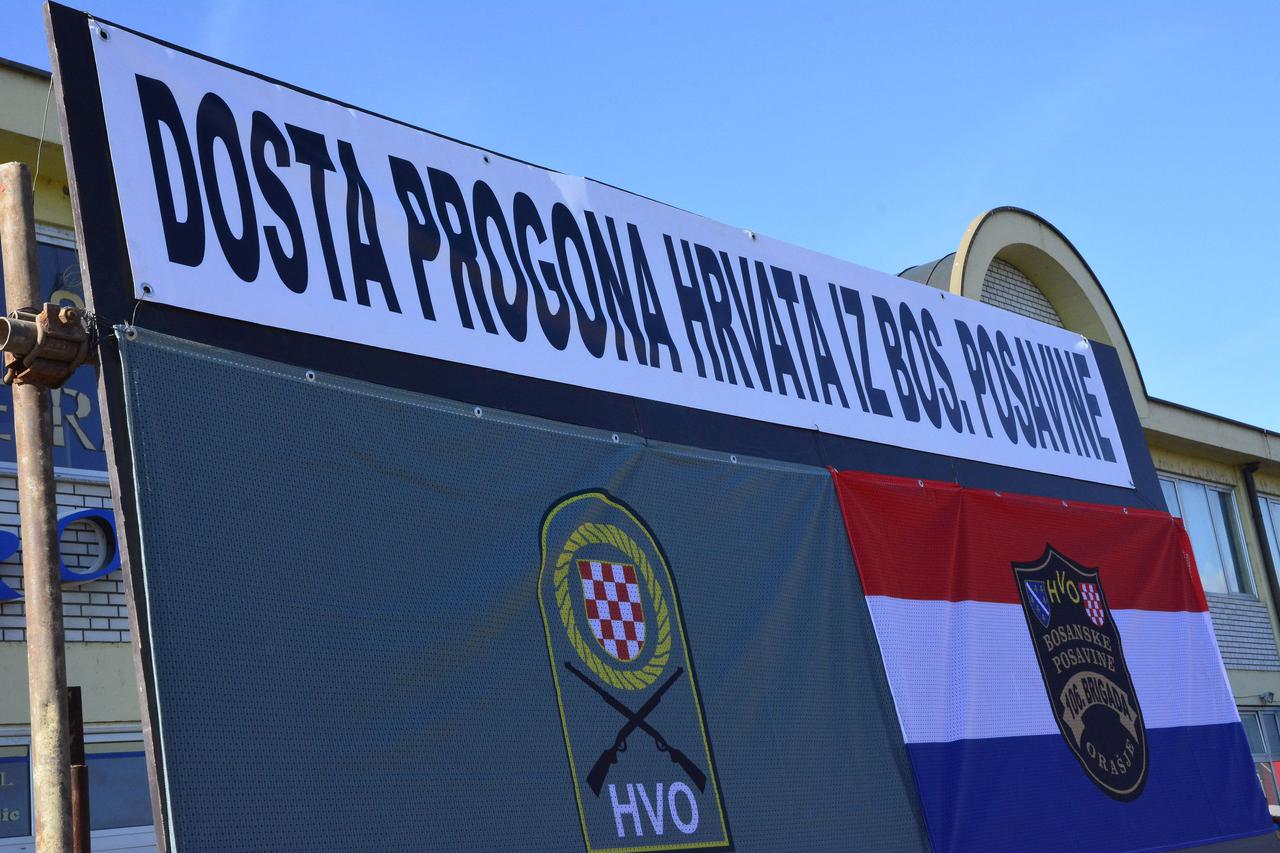 DOSTA PROGONA HRVATA IZ BOS. POSAVINE
HVO
HVO
BOSANSKE
POSAVINE
106. BRIGADA
ORAŠJE